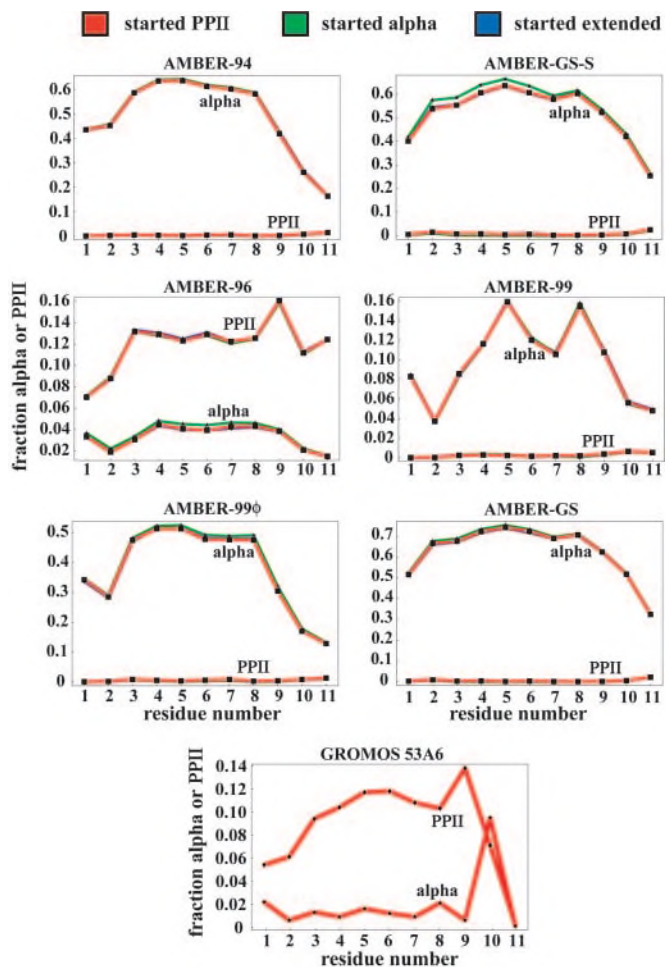 started PPII started alpha started extended
AMBER-94 AMBER-GS-S
0.6 0.5 0.4 0.3 0.2 0.1 0
alpha
PPII
1 2 3 4 5 6 7 8 9 10 11
0.6 0.5 0.4 0.3 0.2 0.1 0
alpha
PPII
1 2 3 4 5 6 7 8 9 10 11
fraction alpha or PPII
AMBER-96 AMBER-99
0.16 0.14 0.12 0.10 0.08 0.06 0.04 0.02
PPII
alpha
1 2 3 4 5 6 7 8 9 10 11
0.16 0.14 0.12 0.10 0.08 0.06 0.04 0.02 0
alpha
PPII
1 2 3 4 5 6 7 8 9 10 11
AMBER-99ϕ AMBER-GS
0.5 0.4 0.3 0.2 0.1 0
alpha
PPII
1 2 3 4 5 6 7 8 9 10 11
residue number
0.7 0.6 0.5 0.4 0.3 0.2 0.1 0
alpha
PPII
1 2 3 4 5 6 7 8 9 10 11
residue number
GROMOS 53A6
fraction alpha or PPII
0.14 0.12 0.10 0.08 0.06 0.04 0.02 0
PPII
alpha
1 2 3 4 5 6 7 8 9 10 11
residue number